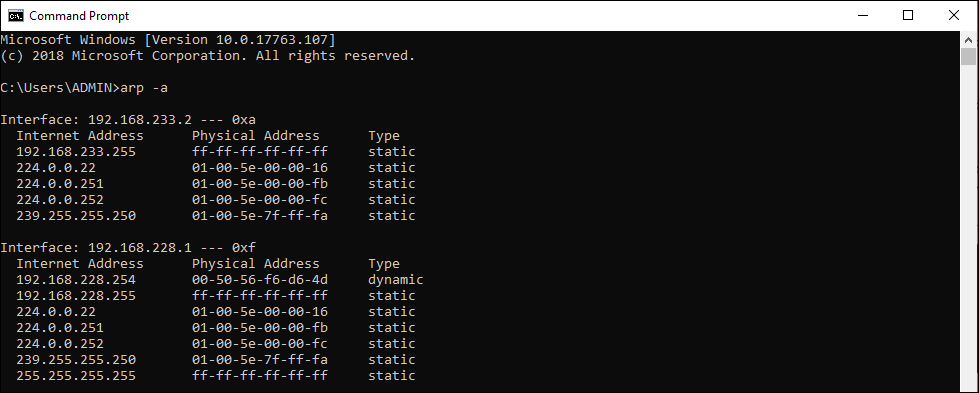 Command Prompt
Microsoft Windows [Version 10.0.17763.107]
(c) 2018 Microsoft Corporation. All rights reserved.
C:\Users\ADMIN>arp -a
Interface: 192.168.233.2 --- 0xa
  Internet Address      Physical Address      Type
  192.168.233.255       ff-ff-ff-ff-ff-ff     static
  224.0.0.22            01-00-5e-00-00-16     static
  224.0.0.251           01-00-5e-00-00-fb     static
  224.0.0.252           01-00-5e-00-00-fc     static
  239.255.255.250       01-00-5e-7f-ff-fa     static
Interface: 192.168.228.1 --- 0xf
  Internet Address      Physical Address      Type
  192.168.228.254       00-50-56-f6-d6-4d     dynamic
  192.168.228.255       ff-ff-ff-ff-ff-ff     static
  224.0.0.22            01-00-5e-00-00-16     static
  224.0.0.251           01-00-5e-00-00-fb     static
  224.0.0.252           01-00-5e-00-00-fc     static
  239.255.255.250       01-00-5e-7f-ff-fa     static
  255.255.255.255       ff-ff-ff-ff-ff-ff     static